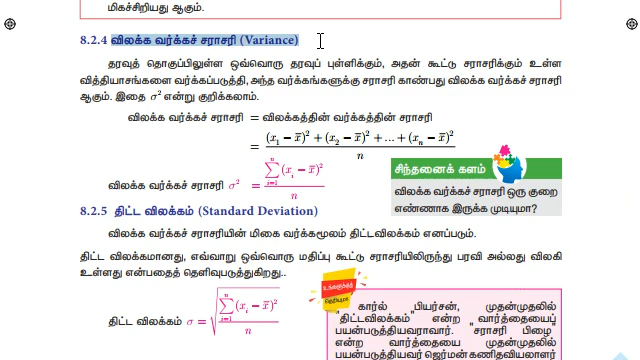 மிகச்சிறியது ஆகும்.
8.2.4 விலக்க வர்க்கச் சராசரி (Variance)
தரவுத் தொகுப்பிலுள்ள ஒவ்வொரு தரவுப் புள்ளிக்கும், அதன் கூட்டு சராசரிக்கும் உள்ள
வித்தியாசங்களை வர்க்கப்படுத்தி, அந்த வர்க்கங்களுக்கு சராசரி காண்பது விலக்க வர்க்கச் சராசரி
ஆகும். இதை σ² என்று குறிக்கலாம்.
விலக்க வர்க்கச் சராசரி = விலக்கத்தின் வர்க்கத்தின் சராசரி
= (x₁ − x̅)² + (x₂ − x̅)² + ... + (xₙ − x̅)² / n
விலக்க வர்க்கச் சராசரி σ² = ∑ᵢ₌₁ⁿ (xᵢ − x̅)² / n
சிந்தனைக் களம்
விலக்க வர்க்கச் சராசரி ஒரு குறை
எண்ணாக இருக்க முடியுமா?
8.2.5 திட்ட விலக்கம் (Standard Deviation)
விலக்க வர்க்கச் சராசரியின் மிகை வர்க்கமூலம் திட்டவிலக்கம் எனப்படும்.
திட்ட விலக்கமானது, எவ்வாறு ஒவ்வொரு மதிப்பு கூட்டு சராசரியிலிருந்து பரவி அல்லது விலகி
உள்ளது என்பதைத் தெளிவுபடுத்துகிறது..
திட்ட விலக்கம் σ = √(∑ᵢ₌₁ⁿ (xᵢ − x̅)² / n)
உங்களுக்குத்
தெரியுமா?
கார்ல் பியர்சன், முதன்முதலில்
"திட்டவிலக்கம்" என்ற வார்த்தையைப்
பயன்படுத்தியவராவார். "சராசரி பிழை"
என்ற வார்த்தையை முதன்முதலில்
பயன்படுத்தியவர் ஜெர்மன் கணிதவியலாளர்